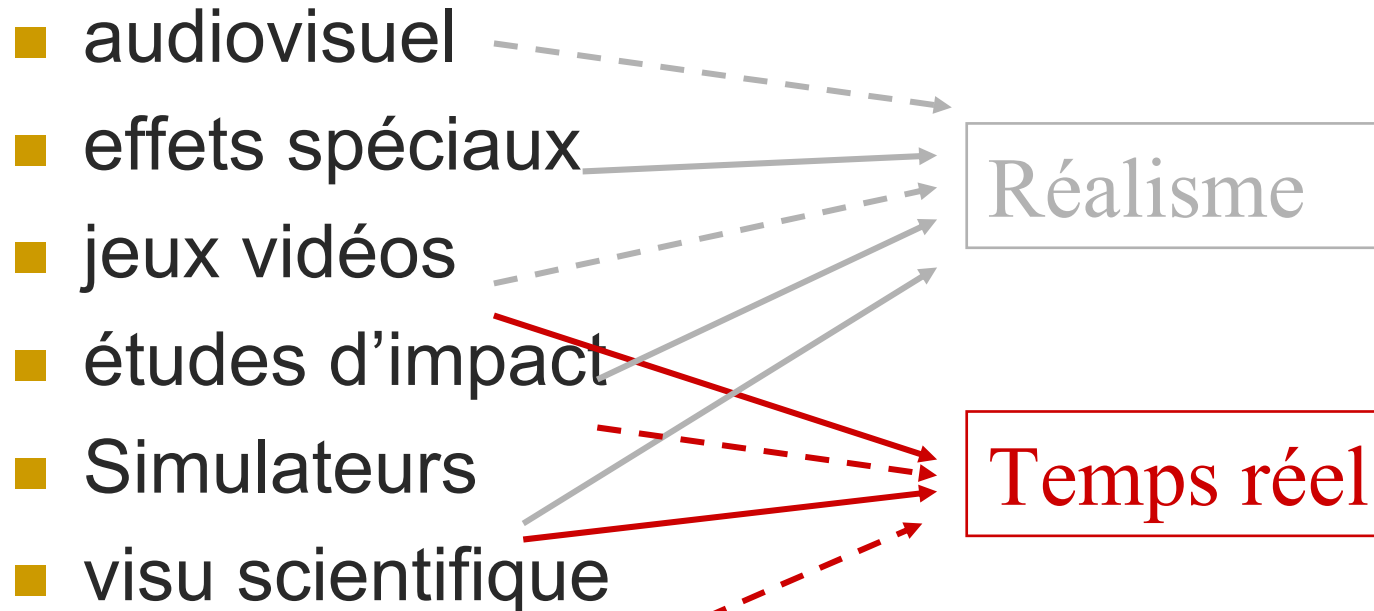 audiovisuel
effets spéciaux
jeux vidéos
études d’impact
Simulateurs
visu scientifique
Réalisme
Temps réel